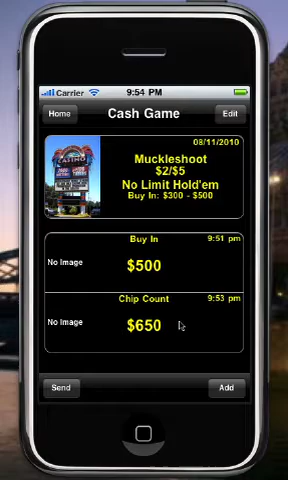 Carrier 9:54 PM
Home Cash Game Edit
08/11/2010
CASINO
Muckleshoot
$2/$5
No Limit Hold'em
Buy In: $300 - $500
Buy In 9:51 pm
No Image $500
Chip Count 9:53 pm
No Image $650
Send Add